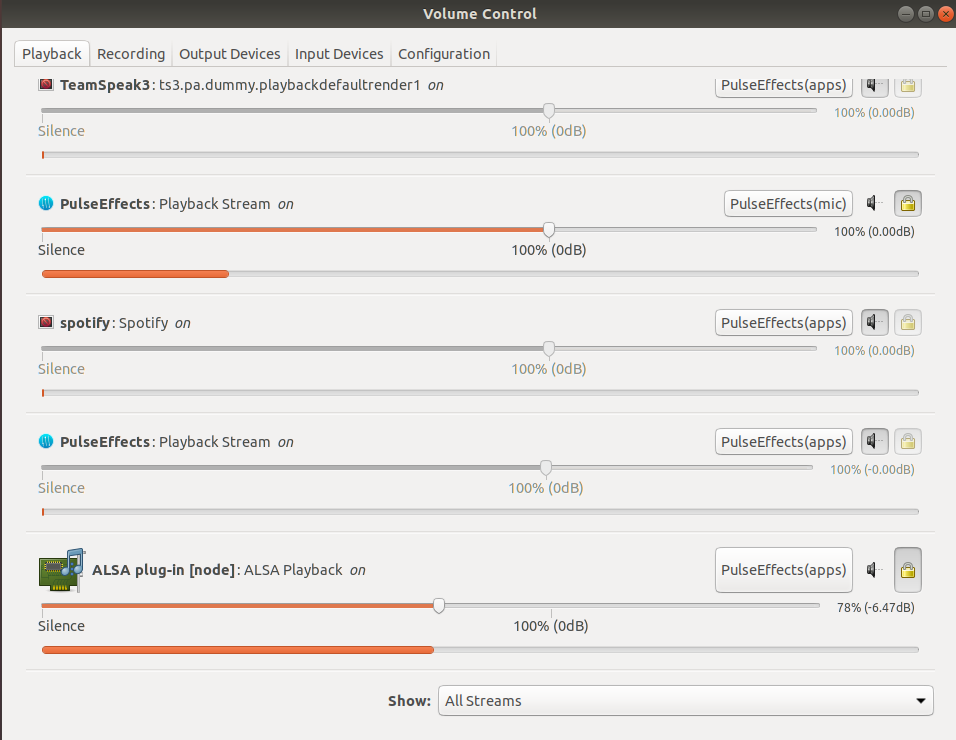 Volume Control
Playback Recording Output Devices Input Devices Configuration
TeamSpeak3: ts3.pa.dummy.playbackdefaultrender1 on PulseEffects(apps)
100% (0.00dB)
Silence 100% (0dB)
PulseEffects: Playback Stream on PulseEffects(mic)
100% (0.00dB)
Silence 100% (0dB)
spotify: Spotify on PulseEffects(apps)
100% (0.00dB)
Silence 100% (0dB)
PulseEffects: Playback Stream on PulseEffects(apps)
100% (-0.00dB)
Silence 100% (0dB)
ALSA plug-in [node]: ALSA Playback on PulseEffects(apps)
78% (-6.47dB)
Silence 100% (0dB)
Show: All Streams